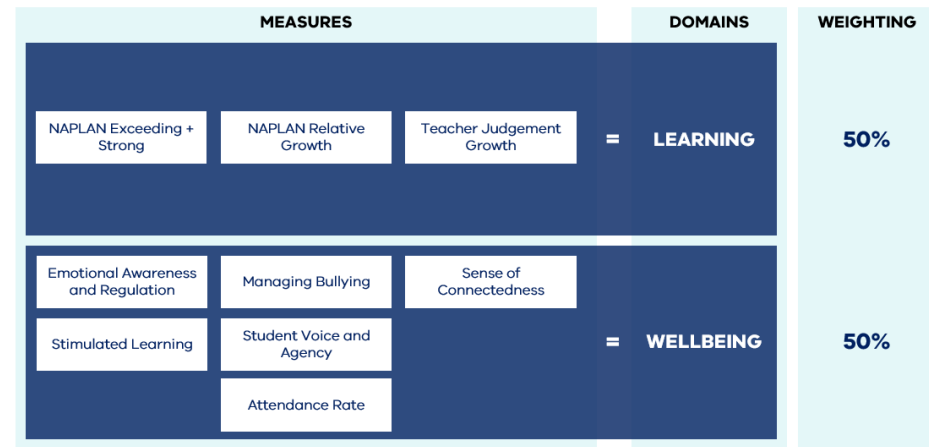 MEASURES DOMAINS WEIGHTING
NAPLAN Exceeding +
Strong
NAPLAN Relative
Growth
Teacher Judgement
Growth
= LEARNING 50%
Emotional Awareness
and Regulation
Managing Bullying
Sense of
Connectedness
Stimulated Learning
Student Voice and
Agency
Attendance Rate
= WELLBEING 50%